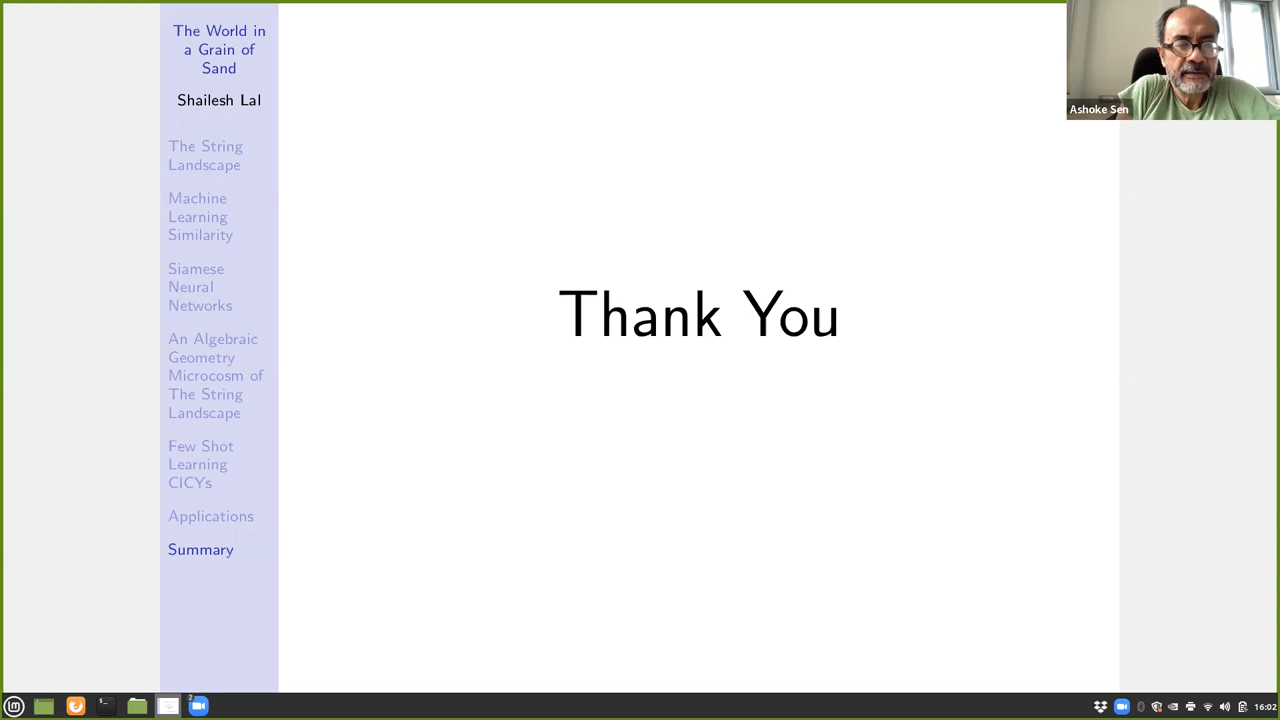 The World in
a Grain of
Sand
Shailesh Lal
The String
Landscape
Machine
Learning
Similarity
Siamese
Neural
Networks
An Algebraic
Geometry
Microcosm of
The String
Landscape
Few Shot
Learning
CICYs
Applications
Summary
Thank You
Ashoke Sen
2
16:02